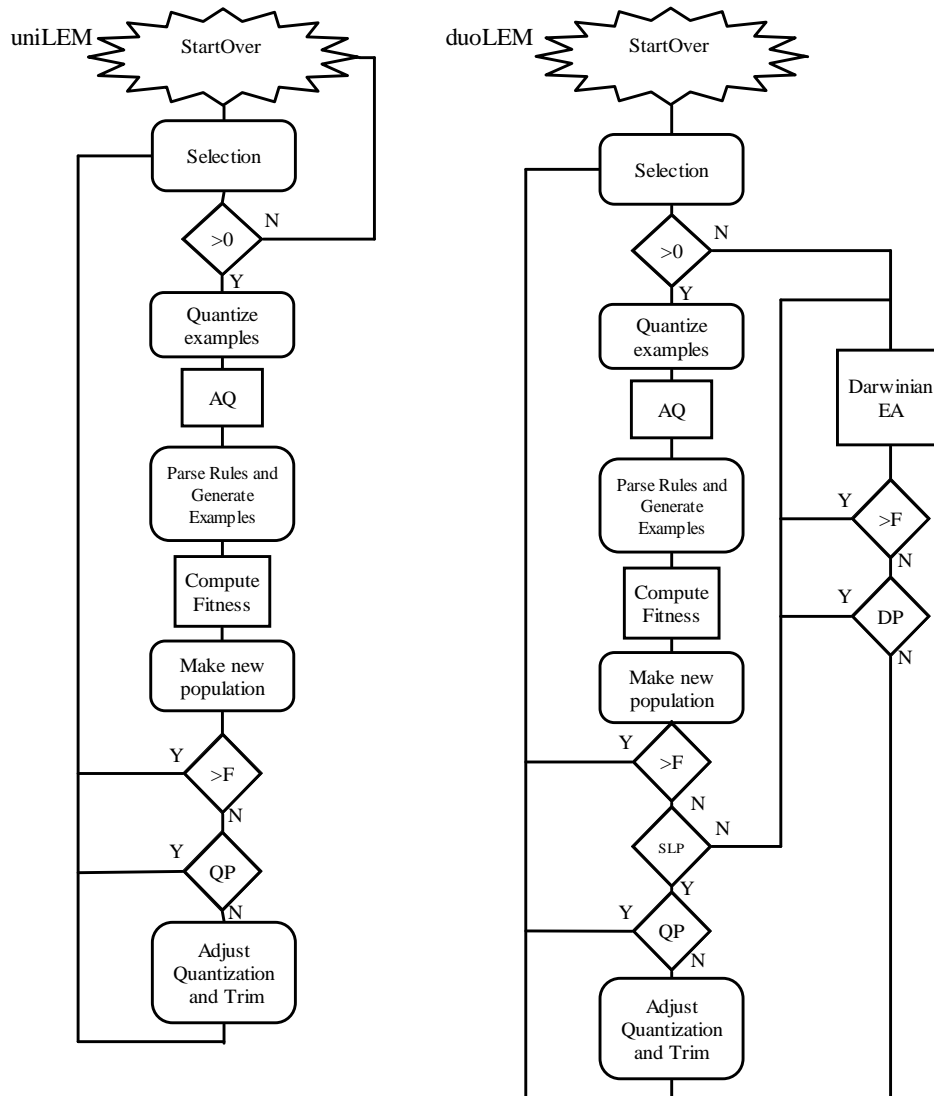 uniLEM
StartOver
Selection
>0
N
Y
Quantize
examples
AQ
Parse Rules and
Generate
Examples
Compute
Fitness
Make new
population
Y
>F
N
Y
QP
N
Adjust
Quantization
and Trim
duoLEM
StartOver
Selection
>0
N
Y
Quantize
examples
AQ
Parse Rules and
Generate
Examples
Compute
Fitness
Make new
population
Y
>F
N
SLP
N
Y
Y
QP
N
Adjust
Quantization
and Trim
Darwinian
EA
Y
>F
N
Y
DP
N